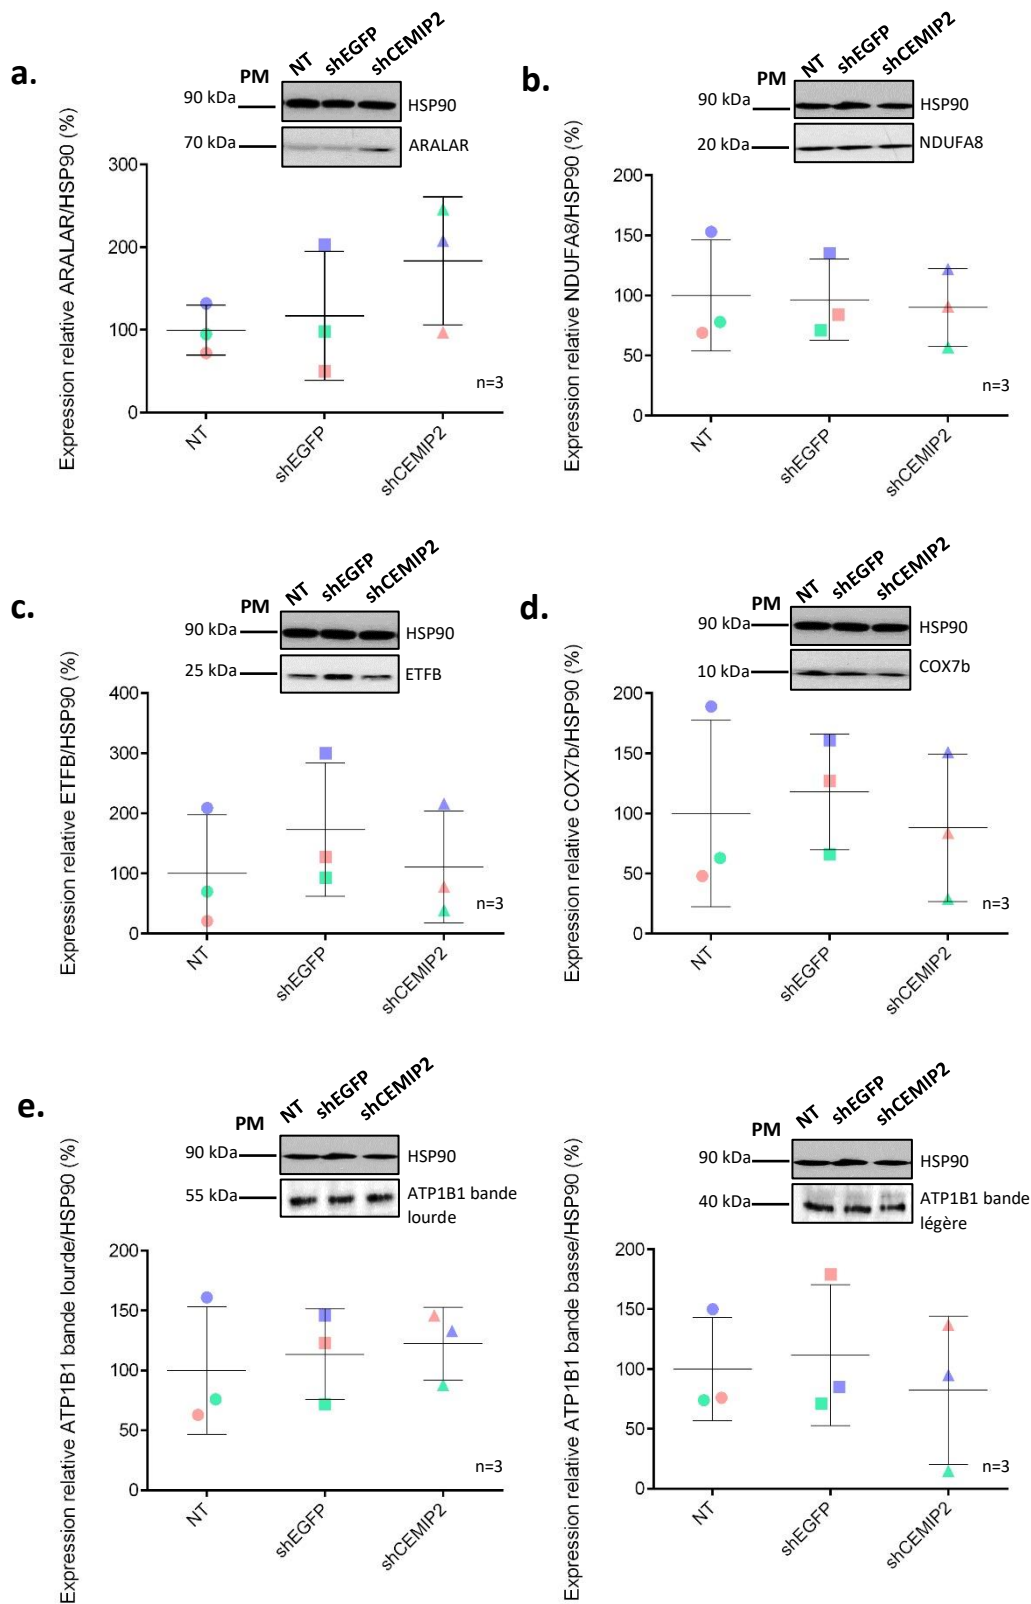 a.
PM
NT
shEGFP
shCEMIP2
90 kDa
HSP90
70 kDa
ARALAR
Expression relative ARALAR/HSP90 (%)
300
200
100
0
n=3
NT
shEGFP
shCEMIP2
b.
PM
NT
shEGFP
shCEMIP2
90 kDa
HSP90
20 kDa
NDUFA8
Expression relative NDUFA8/HSP90 (%)
200
150
100
50
0
n=3
NT
shEGFP
shCEMIP2
c.
PM
NT
shEGFP
shCEMIP2
90 kDa
HSP90
25 kDa
ETFB
Expression relative ETFB/HSP90 (%)
400
300
200
100
0
n=3
NT
shEGFP
shCEMIP2
d.
PM
NT
shEGFP
shCEMIP2
90 kDa
HSP90
10 kDa
COX7b
Expression relative COX7b/HSP90 (%)
200
150
100
50
0
n=3
NT
shEGFP
shCEMIP2
e.
PM
NT
shEGFP
shCEMIP2
90 kDa
HSP90
55 kDa
ATP1B1 bande
lourde
Expression relative ATP1B1 bande lourde/HSP90 (%)
200
150
100
50
0
n=3
NT
shEGFP
shCEMIP2
PM
NT
shEGFP
shCEMIP2
90 kDa
HSP90
40 kDa
ATP1B1 bande
légère
Expression relative ATP1B1 bande basse/HSP90 (%)
200
150
100
50
0
n=3
NT
shEGFP
shCEMIP2